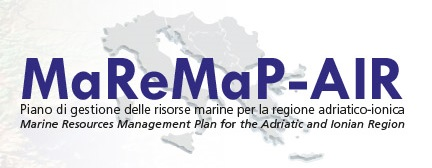 MaReMaP-AIR
Piano di gestione delle risorse marine per la regione adriatico-ionica
Marine Resources Management Plan for the Adriatic and Ionian Region